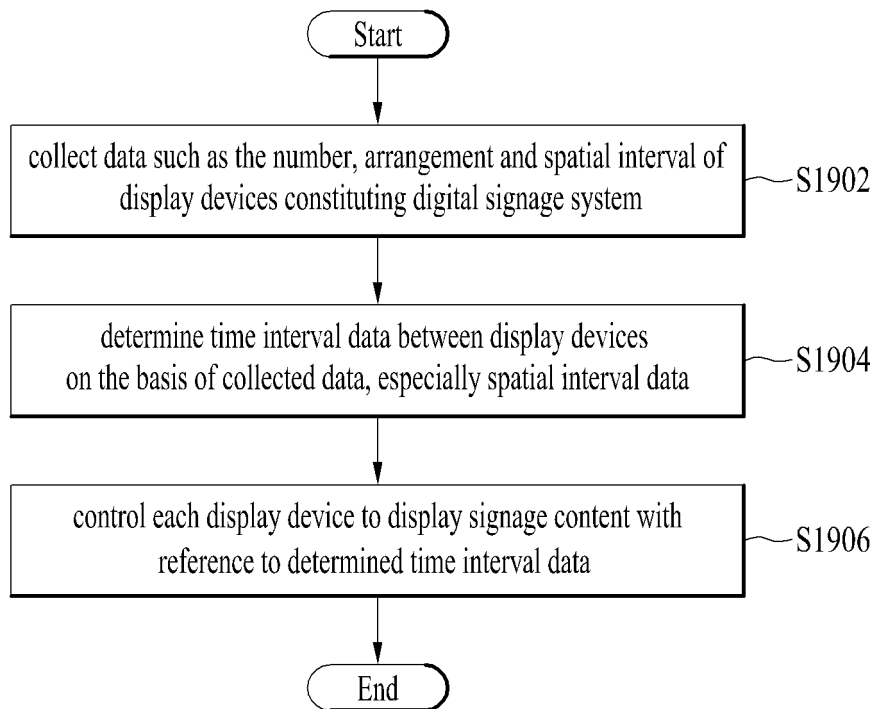 Start
collect data such as the number, arrangement and spatial interval of
display devices constituting digital signage system
S1902
determine time interval data between display devices
on the basis of collected data, especially spatial interval data
S1904
control each display device to display signage content with
reference to determined time interval data
S1906
End